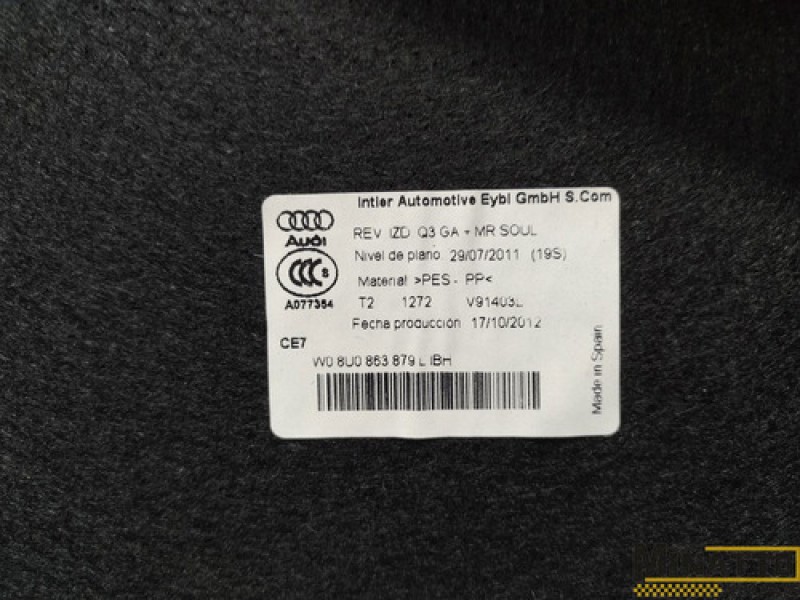 Intier Automotive Eybl GmbH S.Com
Audi
REV IZD Q3 GA + MR SOUL
Nivel de plano 29/07/2011 (19S)
CCC S
Material >PES - PP<
A077354
T2 1272 V91403L
Fecha producción 17/10/2012
CE7
W0 8U0 863 879 L IBH
Made in Spain